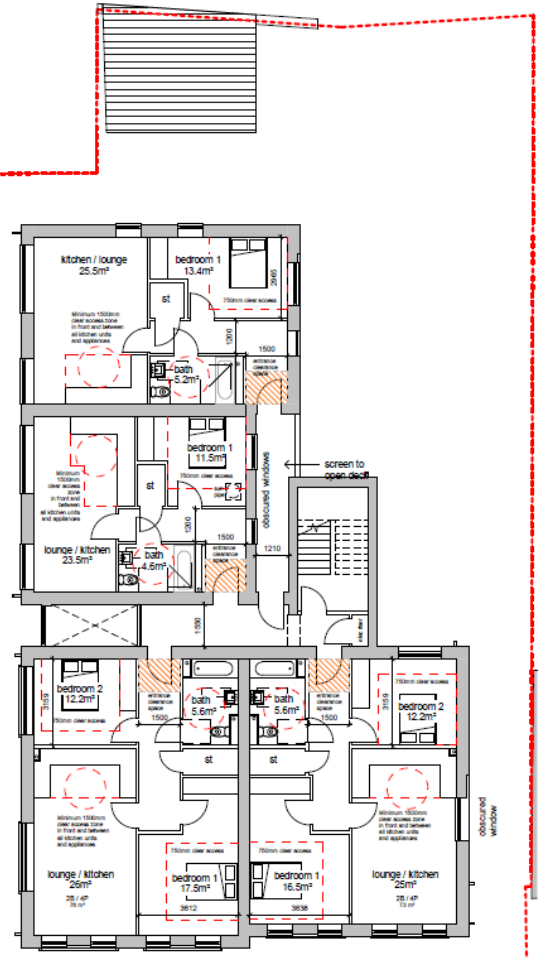 kitchen / lounge
25.5m²
bedroom 1
13.4m²
2965
750mm clear access
st
Minimum 1500mm
clear access zone
in front and between
all kitchen units
and appliances
1200
1500
bath
5.2m²
entrance
clearance
space
bedroom 1
11.5m²
750mm clear access
Minimum
1500mm
clear access
zone
in front and
between
all kitchen units
and appliances
st
obscured windows
screen to
open deck
1200
1500
1210
lounge / kitchen
23.5m²
bath
4.6m²
entrance
clearance
space
1550
bedroom 2
12.2m²
3159
750mm clear access
entrance
clearance
space
1500
bath
5.6m²
bath
5.6m²
entrance
clearance
space
1500
750mm clear access
3159
bedroom 2
12.2m²
st
st
Minimum 1500mm
clear access zone
in front and between
all kitchen units
and appliances
Minimum 1500mm
clear access zone
in front and between
all kitchen units
and appliances
obscured
window
750mm clear access
750mm clear access
lounge / kitchen
26m²
2B / 4P
bedroom 1
17.5m²
3612
bedroom 1
16.5m²
3636
lounge / kitchen
25m²
2B / 4P